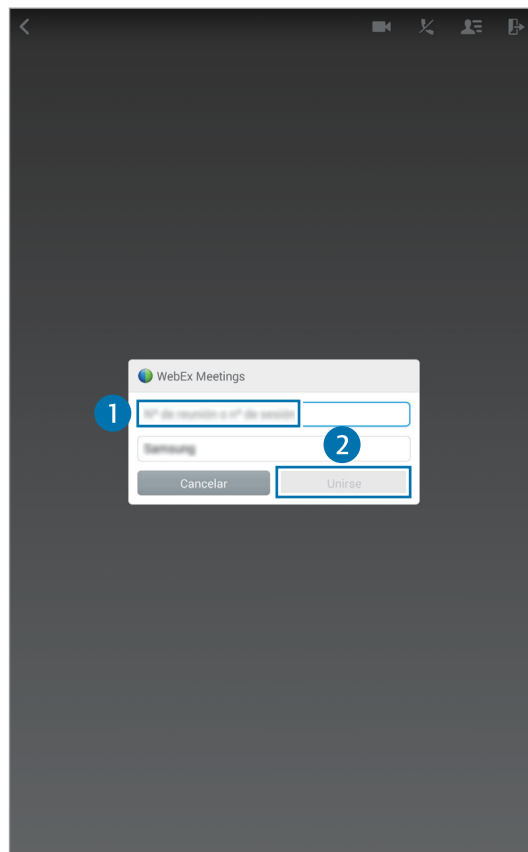 WebEx Meetings
1
Nº de reunión o nº de sesión
2
Samsung
Cancelar
Unirse